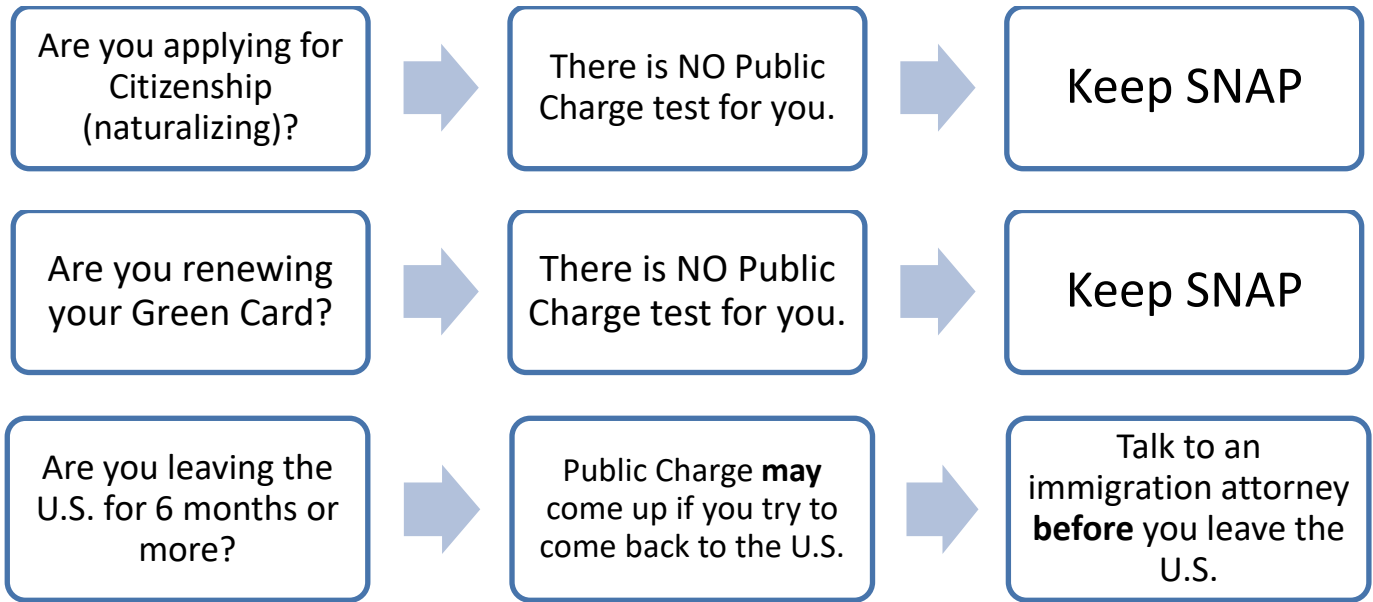 Are you applying for
Citizenship
(naturalizing)?
There is NO Public
Charge test for you.
Keep SNAP
Are you renewing
your Green Card?
There is NO Public
Charge test for you.
Keep SNAP
Are you leaving the
U.S. for 6 months or
more?
Public Charge may
come up if you try to
come back to the U.S.
Talk to an
immigration attorney
before you leave the
U.S.